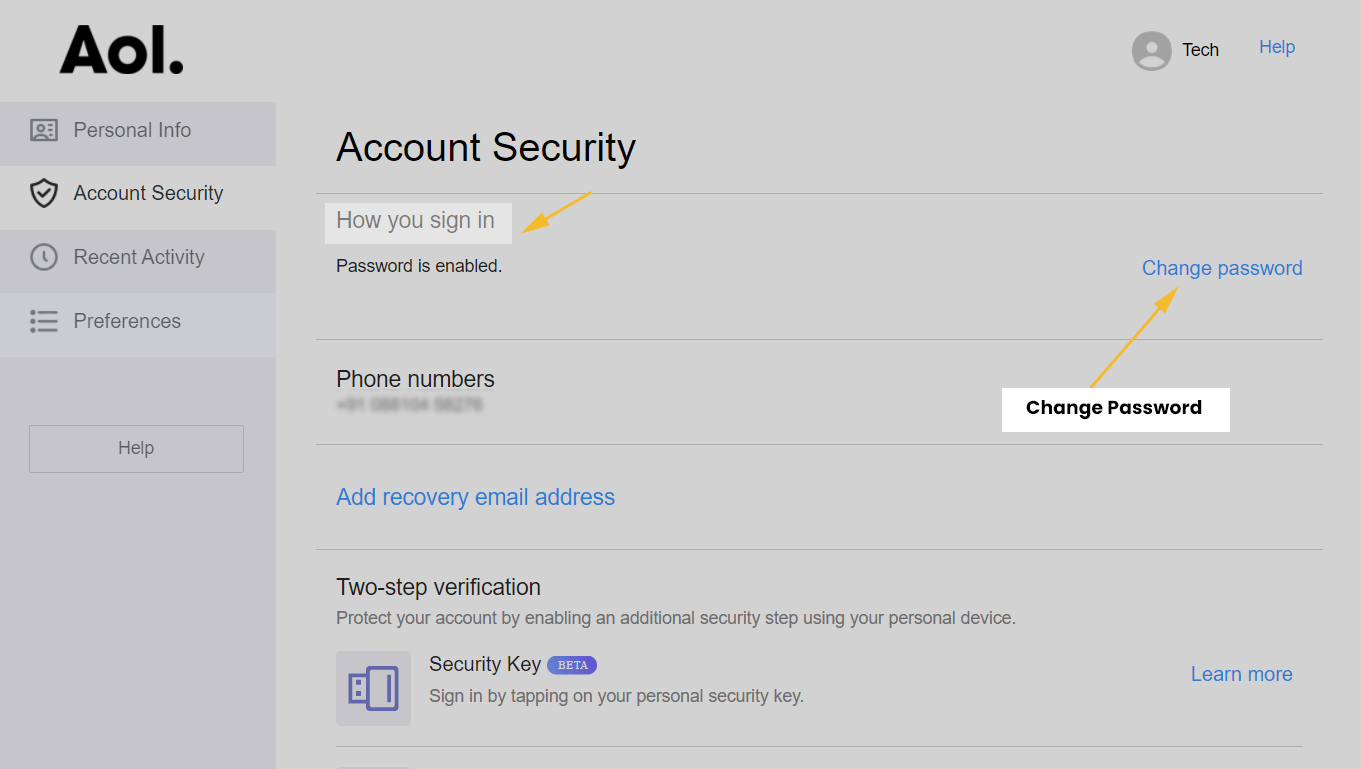 Aol.
Tech
Help
Personal Info
Account Security
Recent Activity
Preferences
Help
Account Security
How you sign in
Password is enabled.
Change password
Phone numbers
Change Password
Add recovery email address
Two-step verification
Protect your account by enabling an additional security step using your personal device.
Security Key BETA
Sign in by tapping on your personal security key.
Learn more